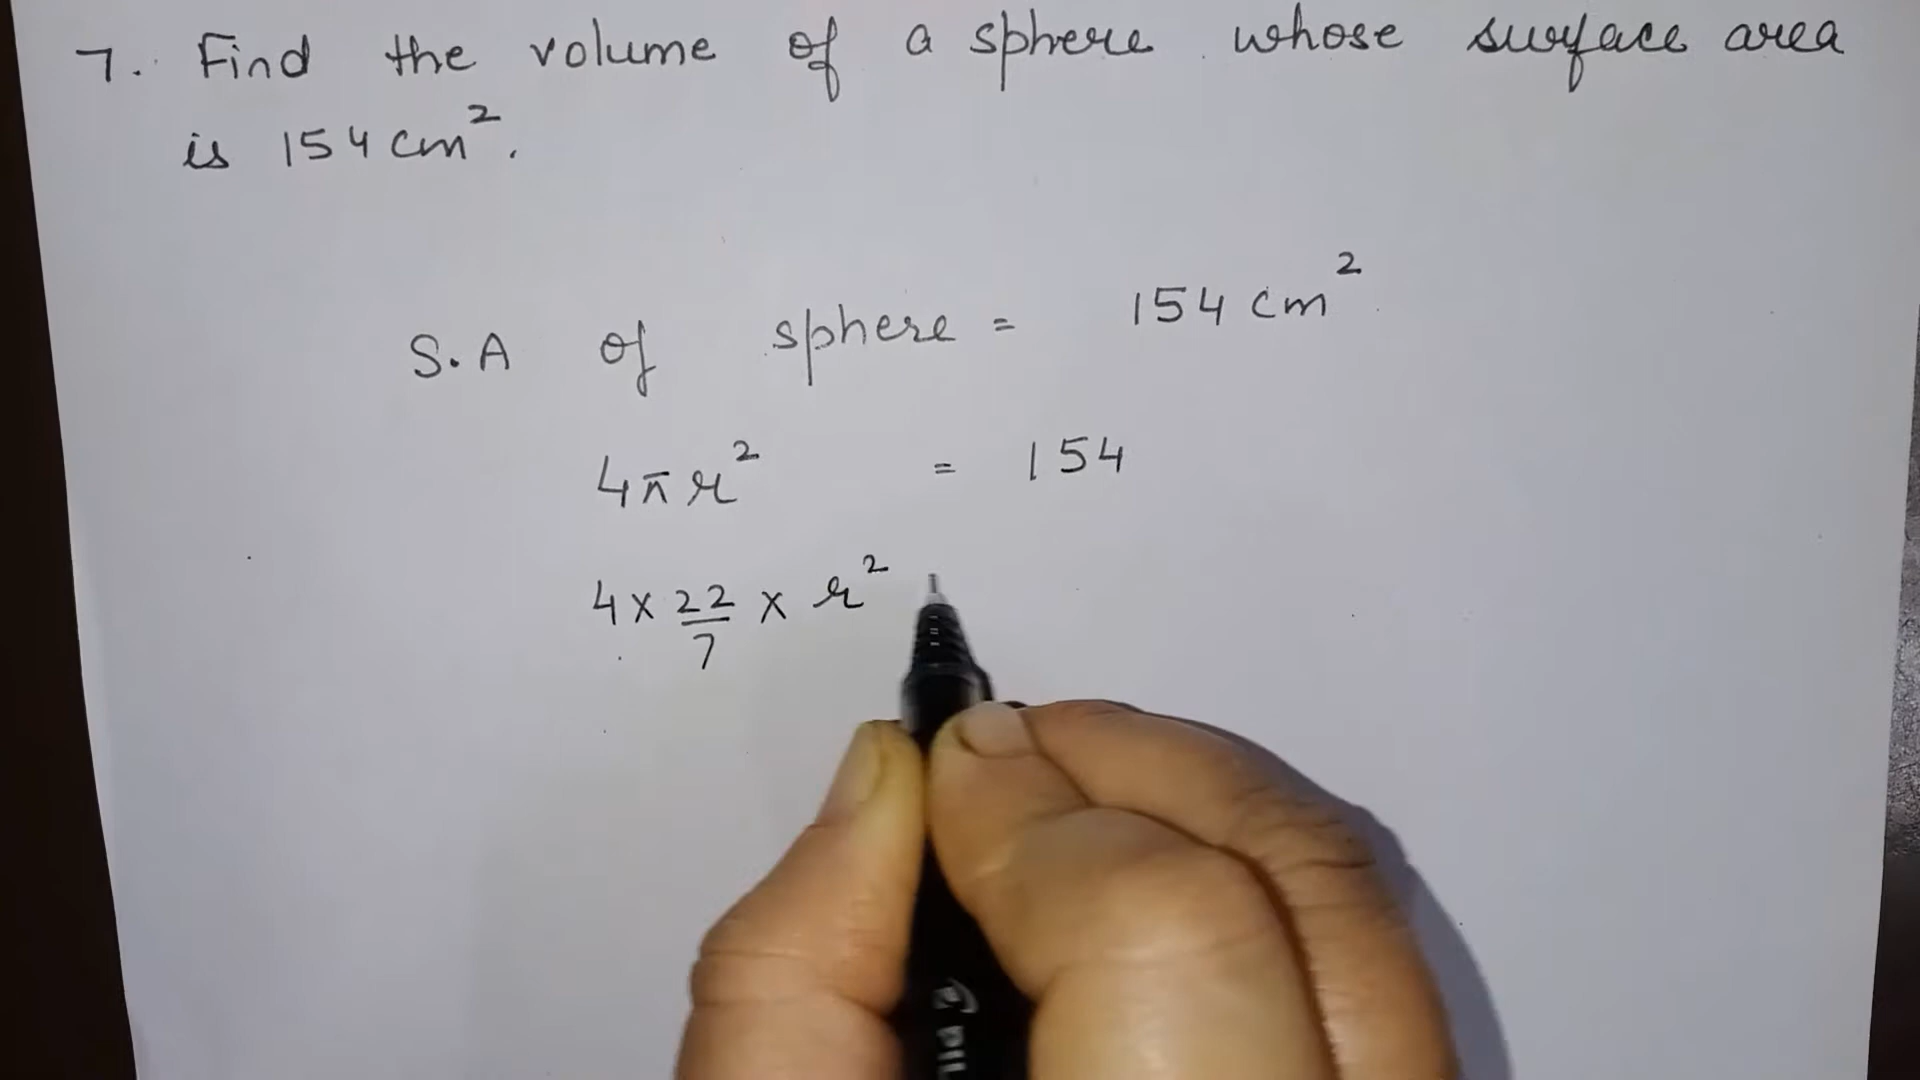 7. Find the volume of a sphere whose surface area
is 154 cm².
S.A of sphere = 154 cm²
4πr² = 154
4 × 22/7 × r²